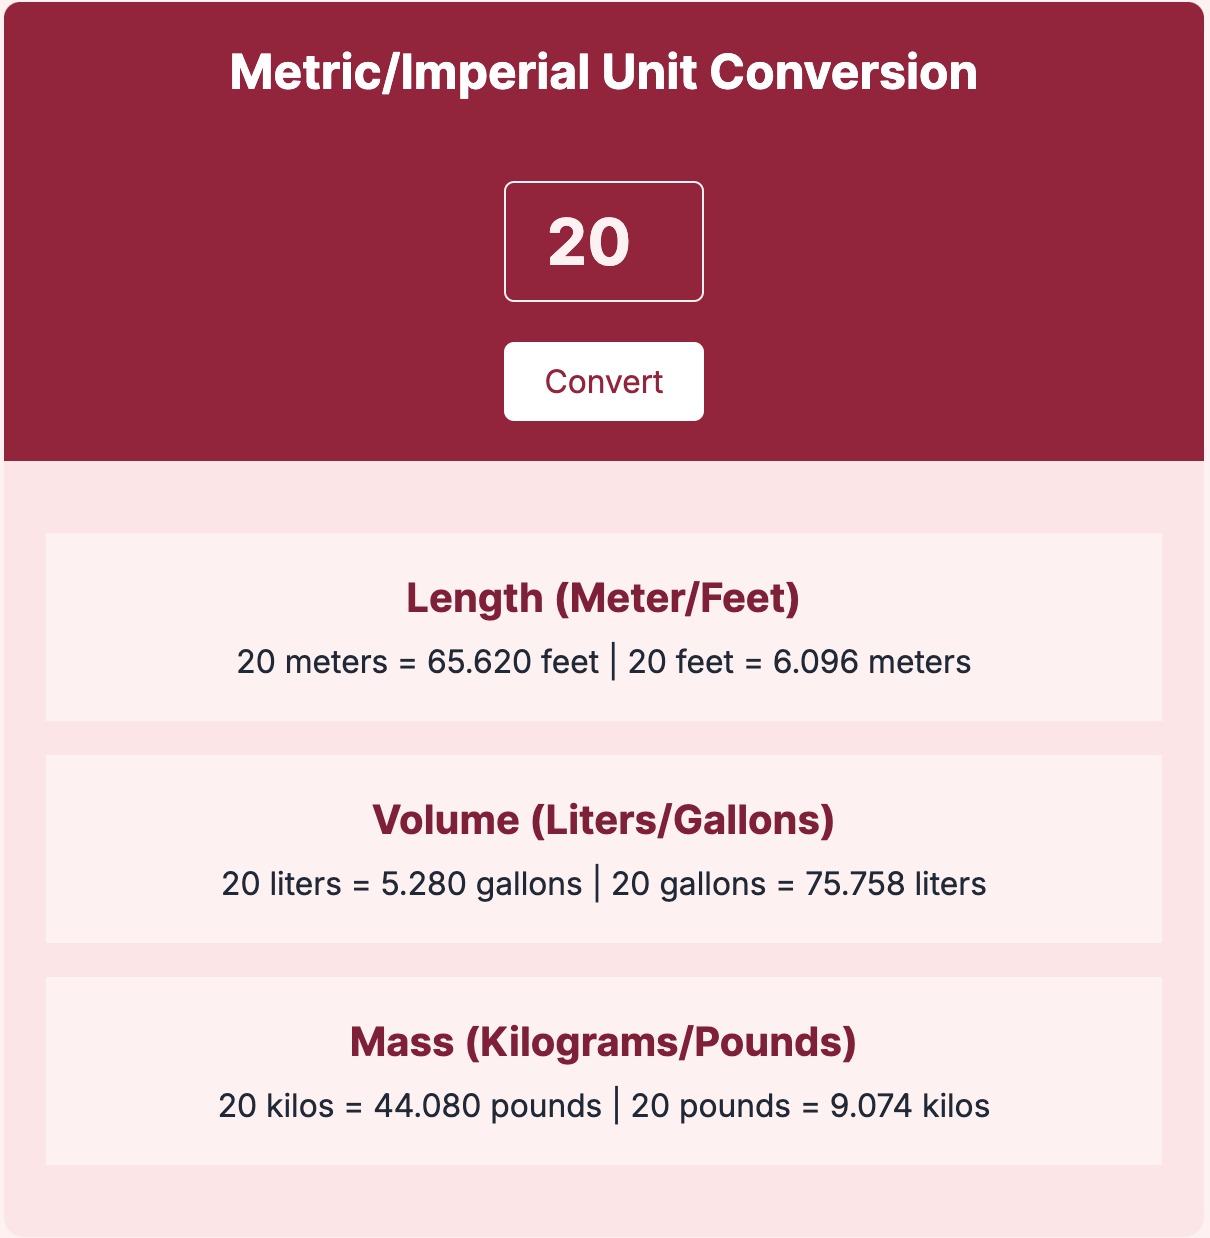 Metric/Imperial Unit Conversion
20
Convert
Length (Meter/Feet)
20 meters = 65.620 feet | 20 feet = 6.096 meters
Volume (Liters/Gallons)
20 liters = 5.280 gallons | 20 gallons = 75.758 liters
Mass (Kilograms/Pounds)
20 kilos = 44.080 pounds | 20 pounds = 9.074 kilos